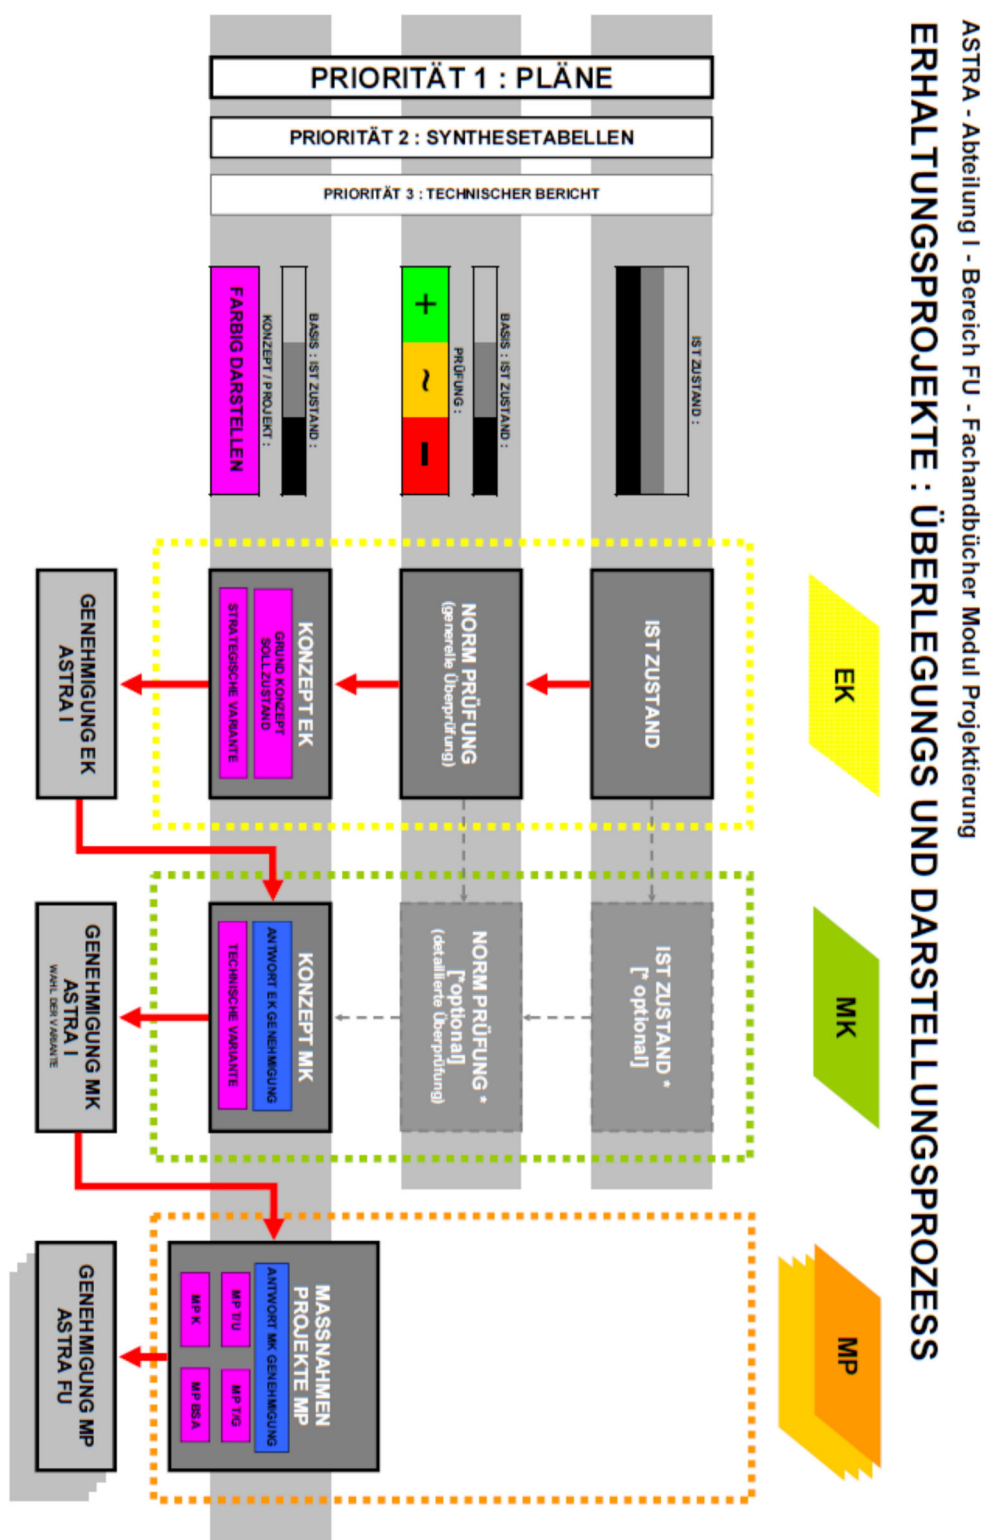 ASTRA - Abteilung I - Bereich FU - Fachandbücher Modul Projektierung
ERHALTUNGSPROJEKTE : ÜBERLEGUNGS UND DARSTELLUNGSPROZESS
EK
MK
MP
PRIORITÄT 1 : PLÄNE
PRIORITÄT 2 : SYNTHESETABELLEN
PRIORITÄT 3 : TECHNISCHER BERICHT
IST ZUSTAND :
IST ZUSTAND
IST ZUSTAND *
[* optional]
BASIS : IST ZUSTAND :
PRÜFUNG :
+
~
-
NORM PRÜFUNG
(generelle Überprüfung)
NORM PRÜFUNG *
[*optional]
(detaillierte Überprüfung)
BASIS : IST ZUSTAND :
KONZEPT / PROJEKT :
FARBIG DARSTELLEN
KONZEPT EK
GRUND KONZEPT
SOLLZUSTAND
STRATEGISCHE VARIANTE
KONZEPT MK
ANTWORT EK GENEHMIGUNG
TECHNISCHE VARIANTE
MASSNAHMEN
PROJEKTE MP
ANTWORT MK GENEHMIGUNG
MP T/U
MP T/G
MP K
MP BSA
GENEHMIGUNG EK
ASTRA I
GENEHMIGUNG MK
ASTRA I
WAHL DER VARIANTE
GENEHMIGUNG MP
ASTRA FU